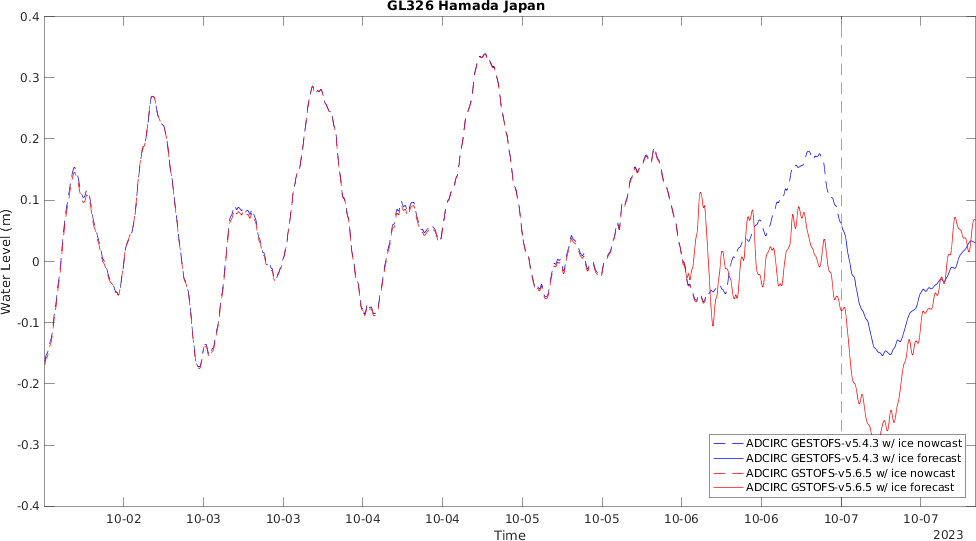 GL326 Hamada Japan
0.4
0.3
0.2
0.1
0
-0.1
-0.2
-0.3
-0.4
Water Level (m)
ADCIRC GESTOFS-v5.4.3 w/ ice nowcast
ADCIRC GESTOFS-v5.4.3 w/ ice forecast
ADCIRC GSTOFS-v5.6.5 w/ ice nowcast
ADCIRC GSTOFS-v5.6.5 w/ ice forecast
10-02 10-03 10-03 10-04 10-04 10-05 10-05 10-06 10-06 10-07 10-07
Time
2023